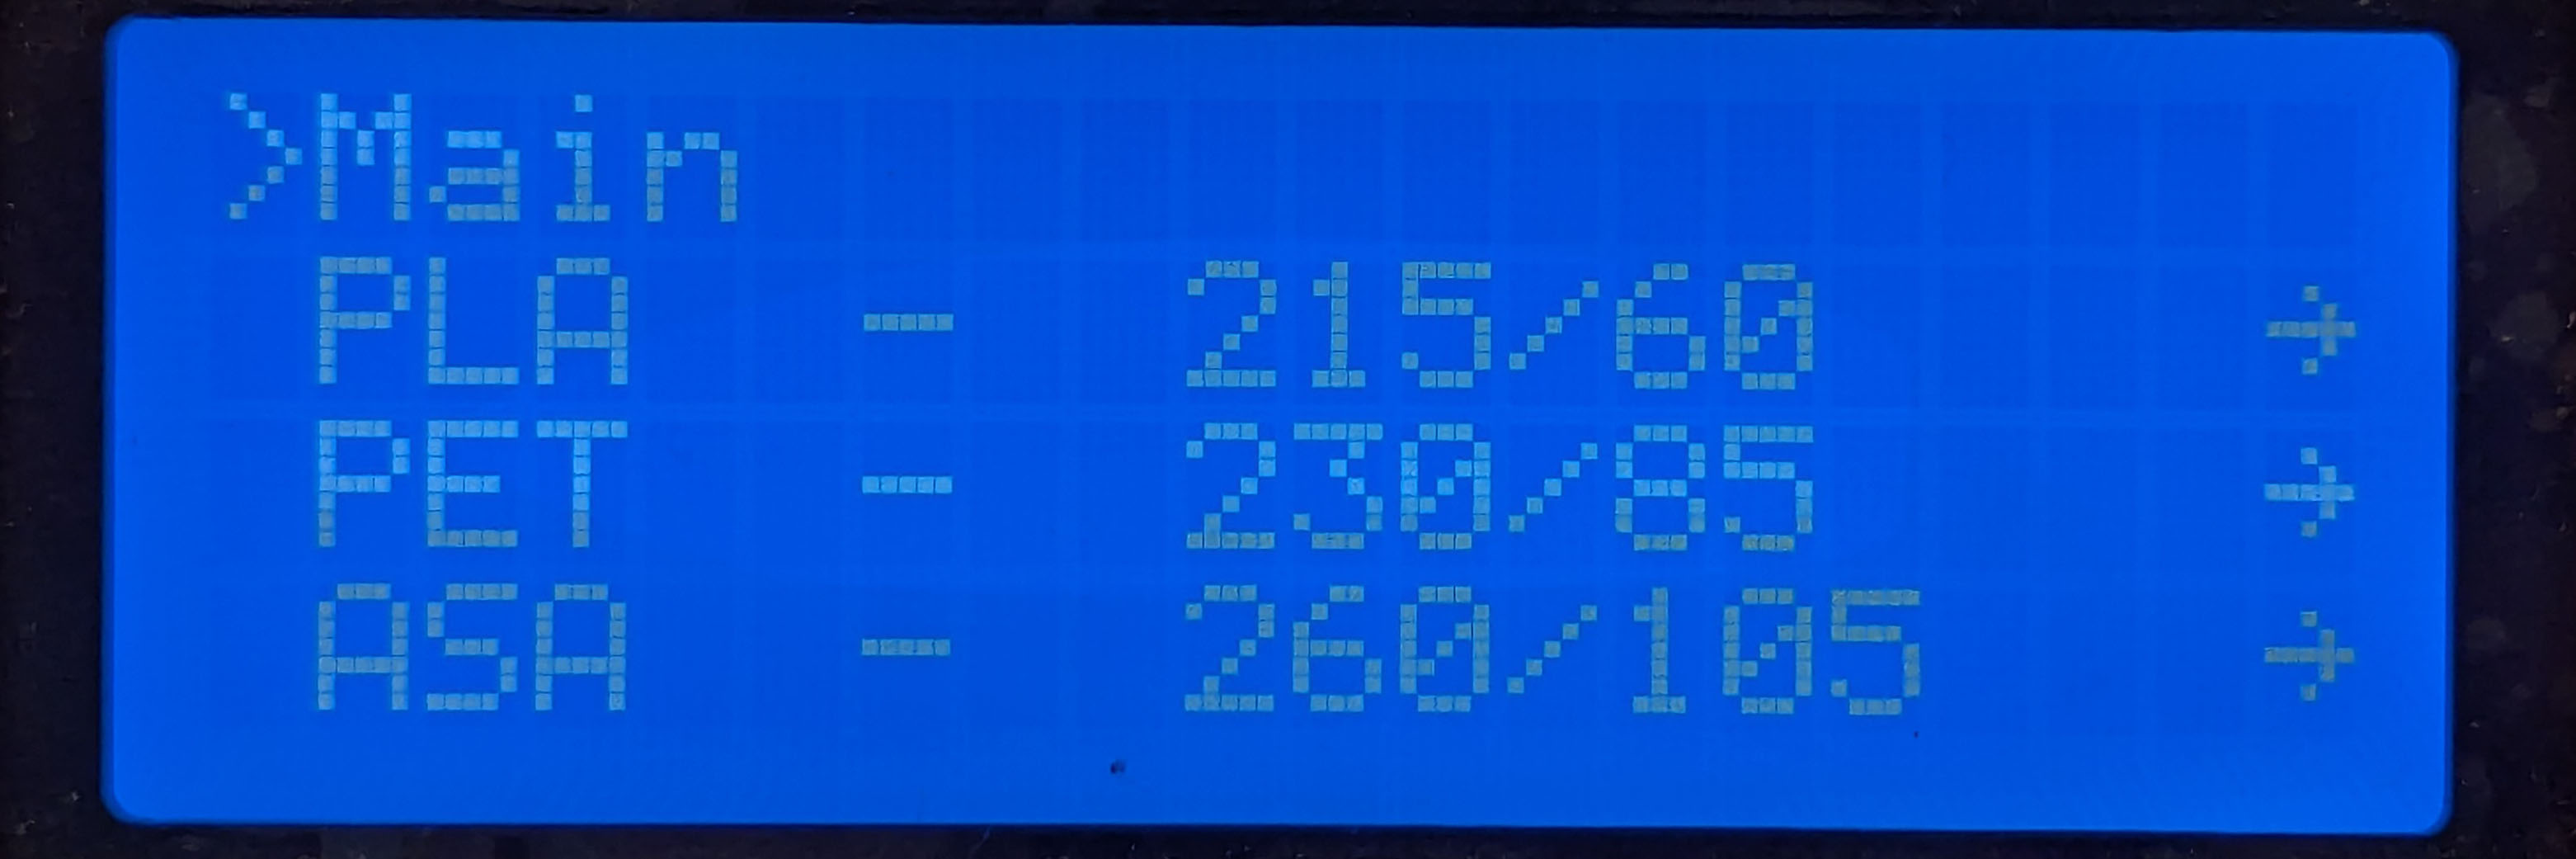 >Main
PLA - 215/60 →
PET - 230/85 →
ASA - 260/105 →